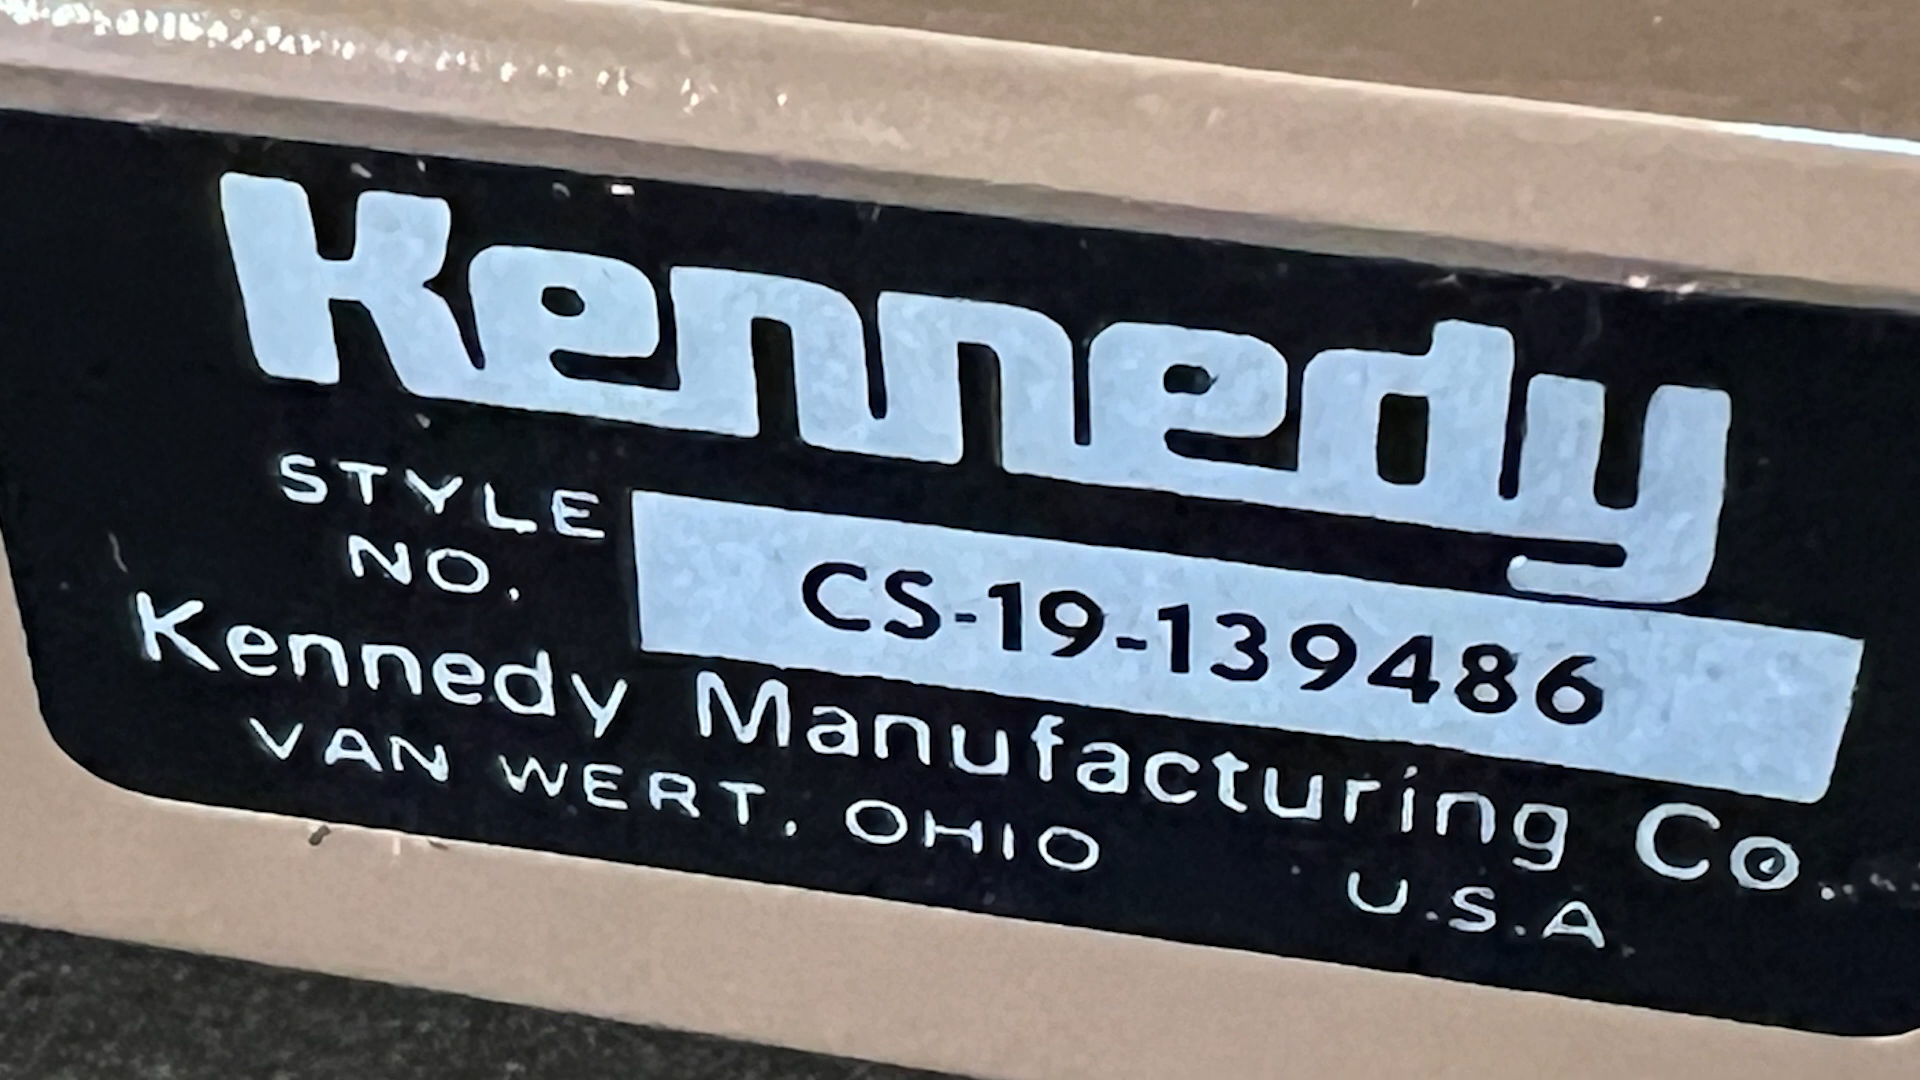 Kennedy
STYLE
NO. CS-19-139486
Kennedy Manufacturing Co.
VAN WERT, OHIO U.S.A